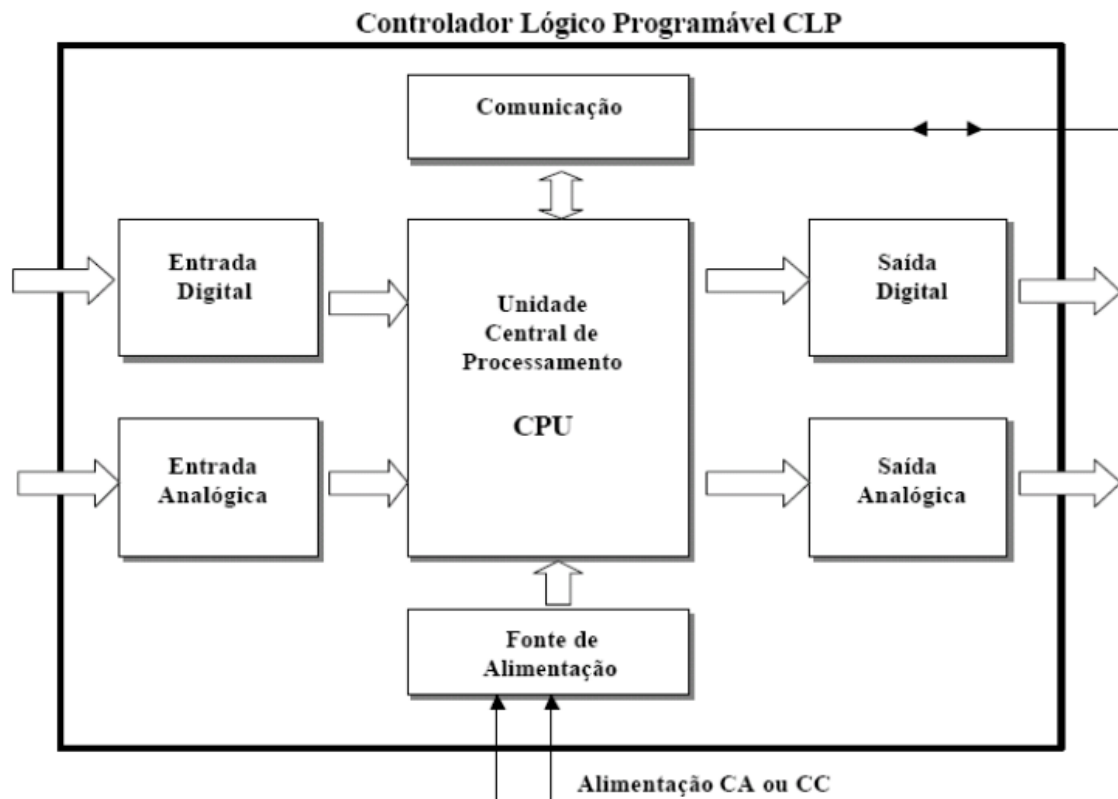 Controlador Lógico Programável CLP
Comunicação
Entrada
Digital
Unidade
Central de
Processamento
CPU
Saída
Digital
Entrada
Analógica
Saída
Analógica
Fonte de
Alimentação
Alimentação CA ou CC